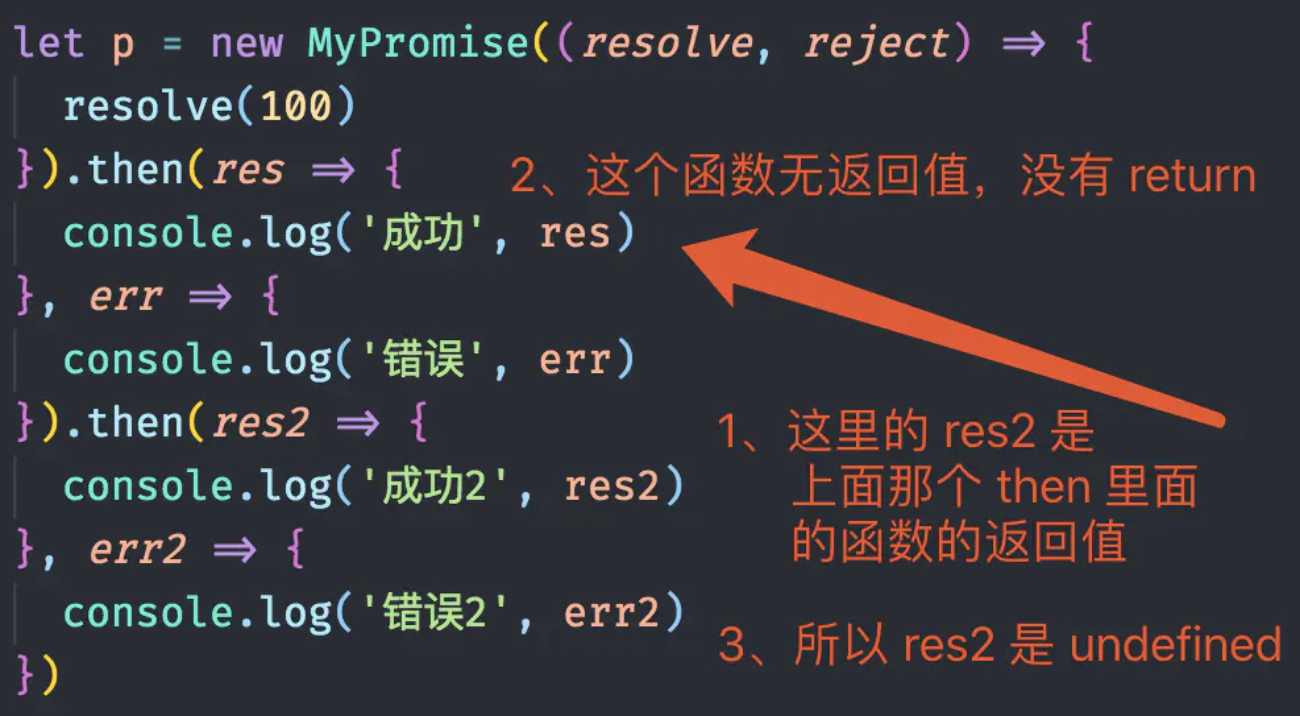 let p = new MyPromise((resolve, reject) => {
  resolve(100)
}).then(res => {
2、这个函数无返回值，没有 return
  console.log('成功', res)
}, err => {
  console.log('错误', err)
}).then(res2 => {
1、这里的 res2 是
上面那个 then 里面
的函数的返回值
  console.log('成功2', res2)
}, err2 => {
  console.log('错误2', err2)
3、所以 res2 是 undefined
})